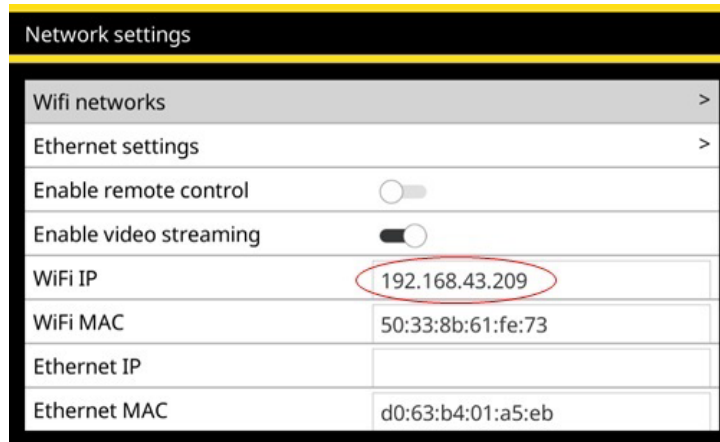 Network settings
Wifi networks >
Ethernet settings >
Enable remote control
Enable video streaming
WiFi IP 192.168.43.209
WiFi MAC 50:33:8b:61:fe:73
Ethernet IP
Ethernet MAC d0:63:b4:01:a5:eb